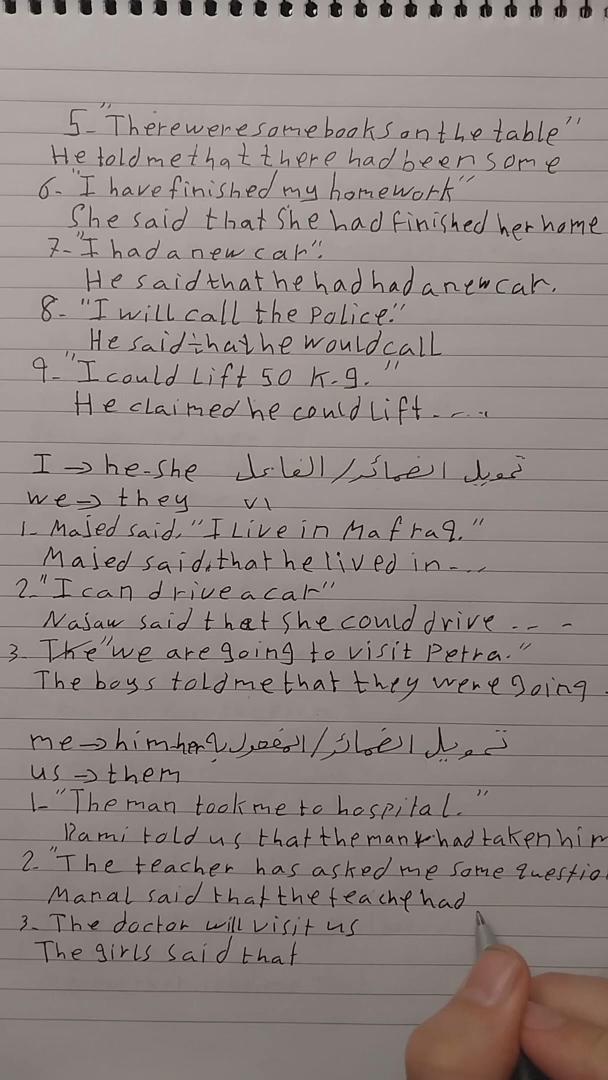 5- "There were some books on the table"
He told me that there had been some
6- "I have finished my homework"
She said that she had finished her home
7- "I had a new car".
He said that he had had a new car.
8- "I will call the Police."
He said that he would call
9- "I could Lift 50 K.g."
He claimed he could Lift....
I → he-she تحويل الضمائر/ الفاعل
we → they
1- Majed said, "I Live in Mafraq."
Majed said, that he lived in....
2- "I can drive a car"
Najaw said that she could drive ...
3- The "we are going to visit Petra."
The boys told me that they were going.
me → him-her تحويل الضمائر/ المفعول به
us → them
1- "The man took me to hospital."
Rami told us that the man had taken him
2- "The teacher has asked me some questio
Manal said that the teache had
3- The doctor will visit us
The girls said that